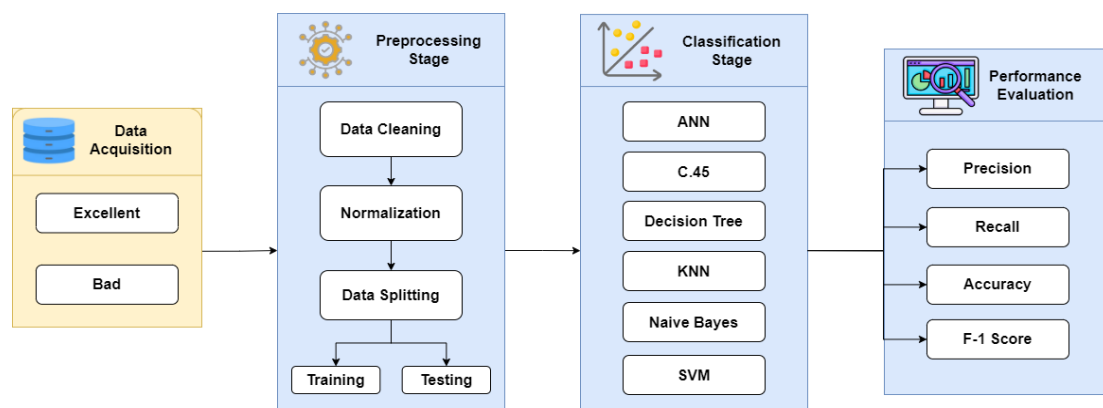 Data
Acquisition
Excellent
Bad
Preprocessing
Stage
Data Cleaning
Normalization
Data Splitting
Training
Testing
Classification
Stage
ANN
C.45
Decision Tree
KNN
Naive Bayes
SVM
Performance
Evaluation
Precision
Recall
Accuracy
F-1 Score